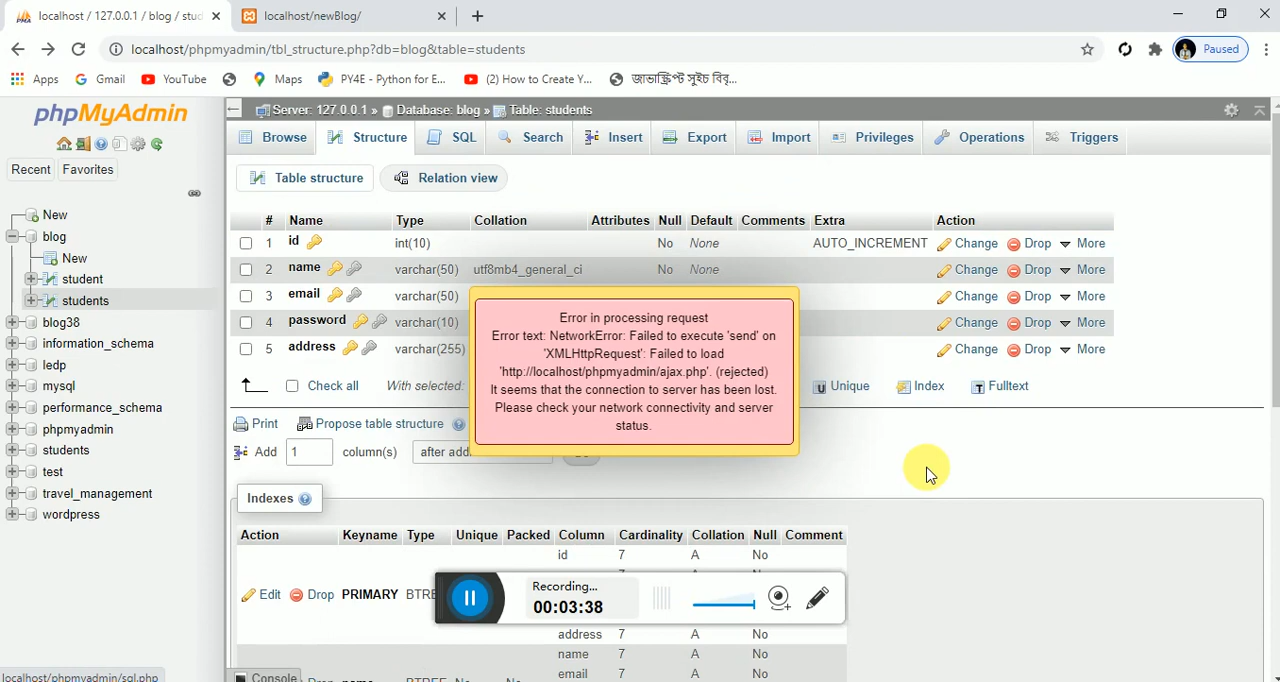 localhost / 127.0.0.1 / blog / stud
localhost/newBlog/
localhost/phpmyadmin/tbl_structure.php?db=blog&table=students
Paused
Apps Gmail YouTube Maps PY4E - Python for E... (2) How to Create Y... জাভাস্ক্রিপ্ট সুইচ বিবৃ...
phpMyAdmin
Recent Favorites
New
blog
New
student
students
blog38
information_schema
ledp
mysql
performance_schema
phpmyadmin
students
test
travel_management
wordpress
Server: 127.0.0.1 » Database: blog » Table: students
Browse Structure SQL Search Insert Export Import Privileges Operations Triggers
Table structure Relation view
# Name Type Collation Attributes Null Default Comments Extra Action
1 id int(10) No None AUTO_INCREMENT Change Drop More
2 name varchar(50) utf8mb4_general_ci No None Change Drop More
3 email varchar(50) Change Drop More
4 password varchar(10) Change Drop More
5 address varchar(255) Change Drop More
Check all With selected: Unique Index Fulltext
Error in processing request
Error text: NetworkError: Failed to execute 'send' on
'XMLHttpRequest': Failed to load
'http://localhost/phpmyadmin/ajax.php'. (rejected)
It seems that the connection to server has been lost.
Please check your network connectivity and server
status.
Print Propose table structure
Add 1 column(s) after add
Indexes
Action Keyname Type Unique Packed Column Cardinality Collation Null Comment
id 7 A No
Edit Drop PRIMARY BTRE
address 7 A No
name 7 A No
email 7 A No
Recording...
00:03:38
Console
localhost/phpmyadmin/sql.php